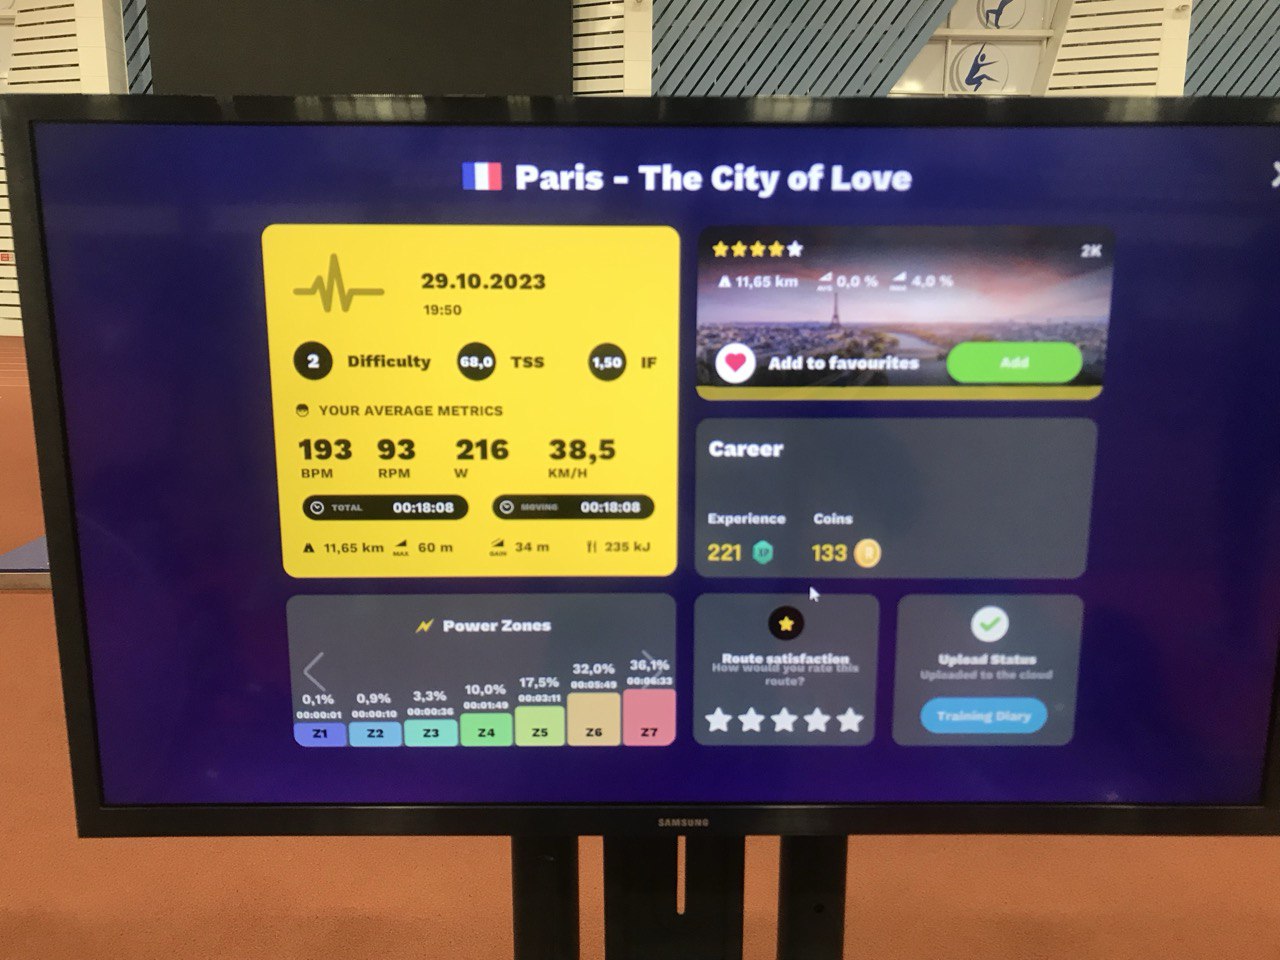 Paris - The City of Love
29.10.2023
19:50
2 Difficulty 68,0 TSS 1,50 IF
YOUR AVERAGE METRICS
193 93 216 38,5
BPM RPM W KM/H
TOTAL 00:18:08 MOVING 00:18:08
11,65 km MAX 60 m GAIN 34 m 235 kJ
2K
11,65 km AVG 0,0 % MAX 4,0 %
Add to favourites Add
Career
Experience Coins
221 XP 133 R
Power Zones
0,1% 0,9% 3,3% 10,0% 17,5% 32,0% 36,1%
00:00:01 00:00:10 00:00:36 00:01:49 00:03:11 00:05:49 00:06:33
Z1 Z2 Z3 Z4 Z5 Z6 Z7
Route satisfaction
How would you rate this
route?
Upload Status
Uploaded to the cloud
Training Diary
SAMSUNG